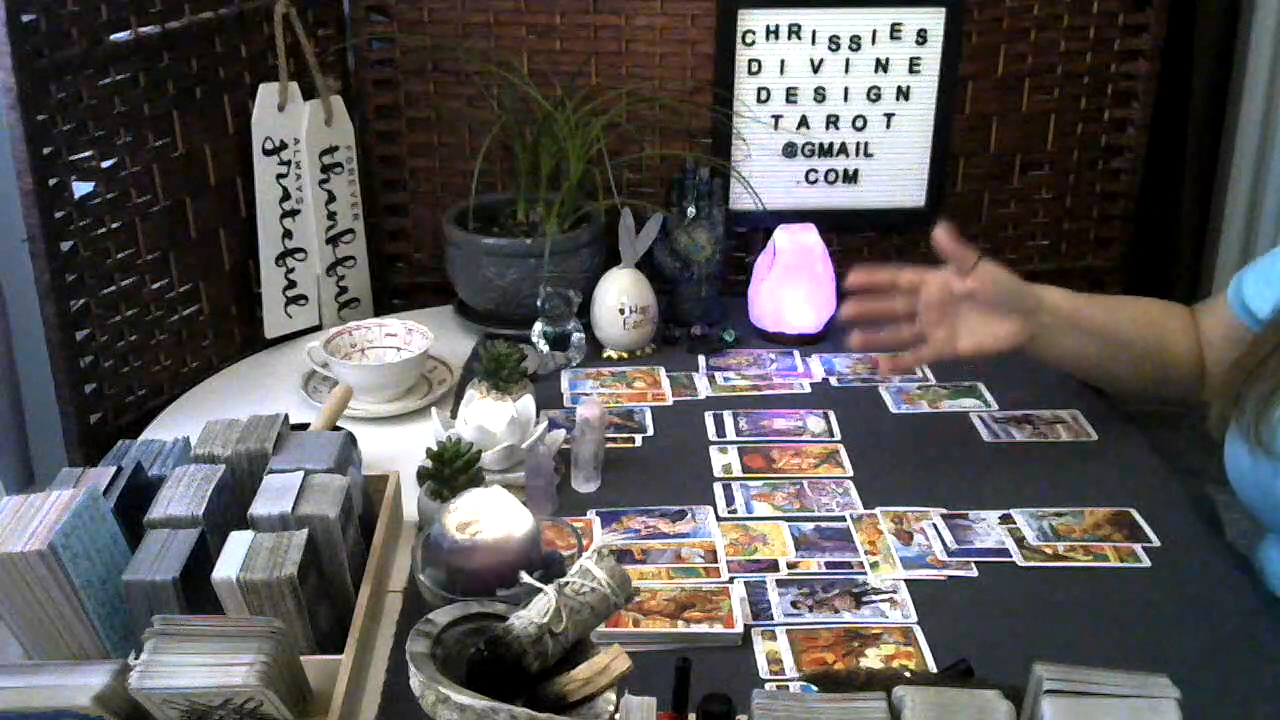 CHRISSIES
DIVINE
DESIGN
TAROT
@GMAIL
.COM
ALWAYS
grateful
FOREVER
thankful